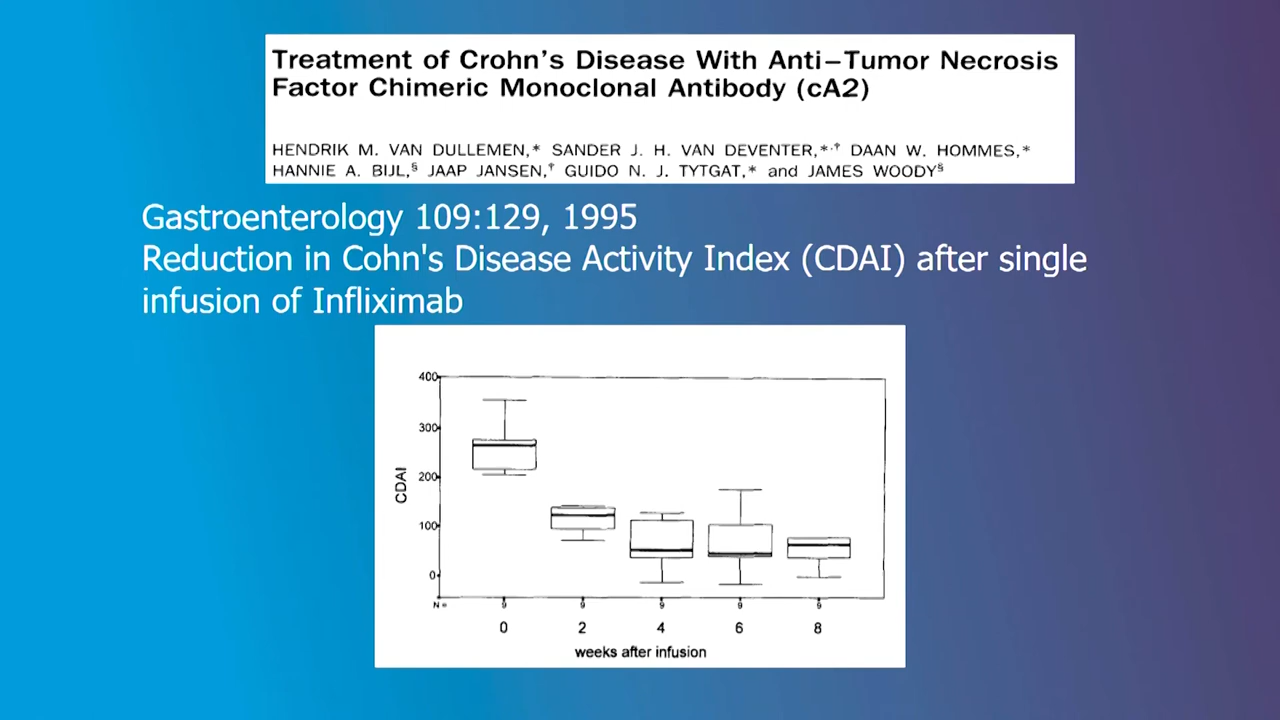 Treatment of Crohn's Disease With Anti–Tumor Necrosis
Factor Chimeric Monoclonal Antibody (cA2)
HENDRIK M. VAN DULLEMEN,* SANDER J. H. VAN DEVENTER,*,† DAAN W. HOMMES,*
HANNIE A. BIJL,§ JAAP JANSEN,† GUIDO N. J. TYTGAT,* and JAMES WOODY§
Gastroenterology 109:129, 1995
Reduction in Cohn's Disease Activity Index (CDAI) after single
infusion of Infliximab
400
300
CDAI
200
100
0
N = 9 9 9 9 9
0 2 4 6 8
weeks after infusion